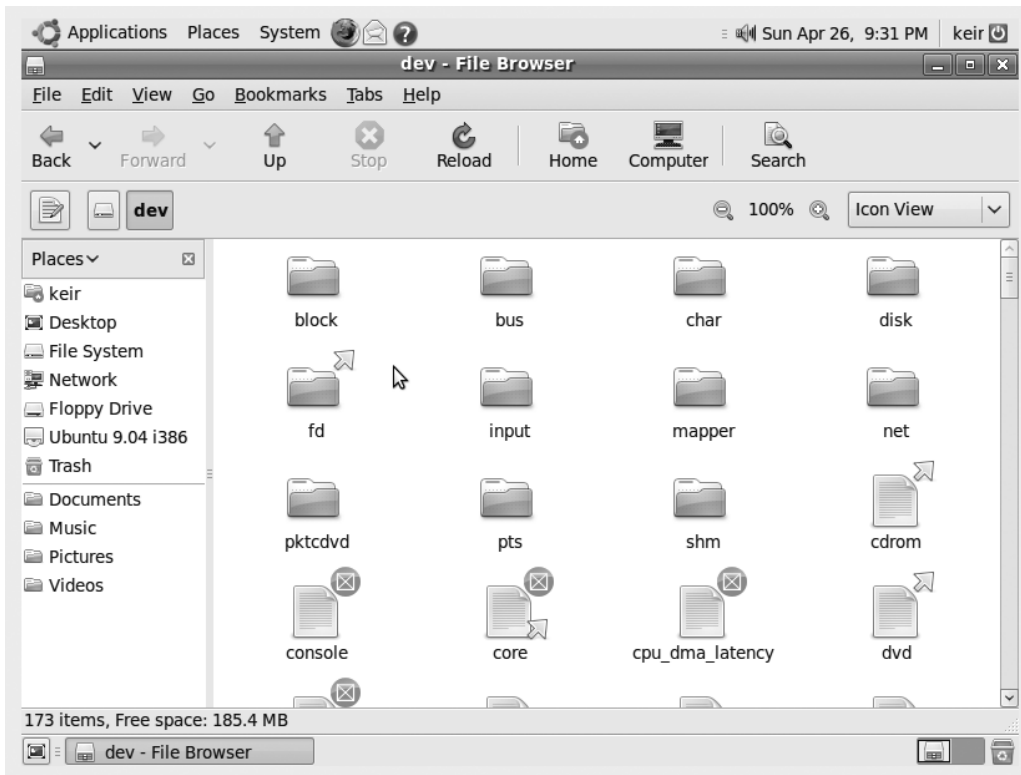 Applications Places System ? Sun Apr 26, 9:31 PM keir
dev - File Browser
File Edit View Go Bookmarks Tabs Help
Back Forward Up Stop Reload Home Computer Search
dev 100% Icon View
Places
keir
Desktop
File System
Network
Floppy Drive
Ubuntu 9.04 i386
Trash
Documents
Music
Pictures
Videos
block bus char disk
fd input mapper net
pktcdvd pts shm cdrom
console core cpu_dma_latency dvd
173 items, Free space: 185.4 MB
dev - File Browser